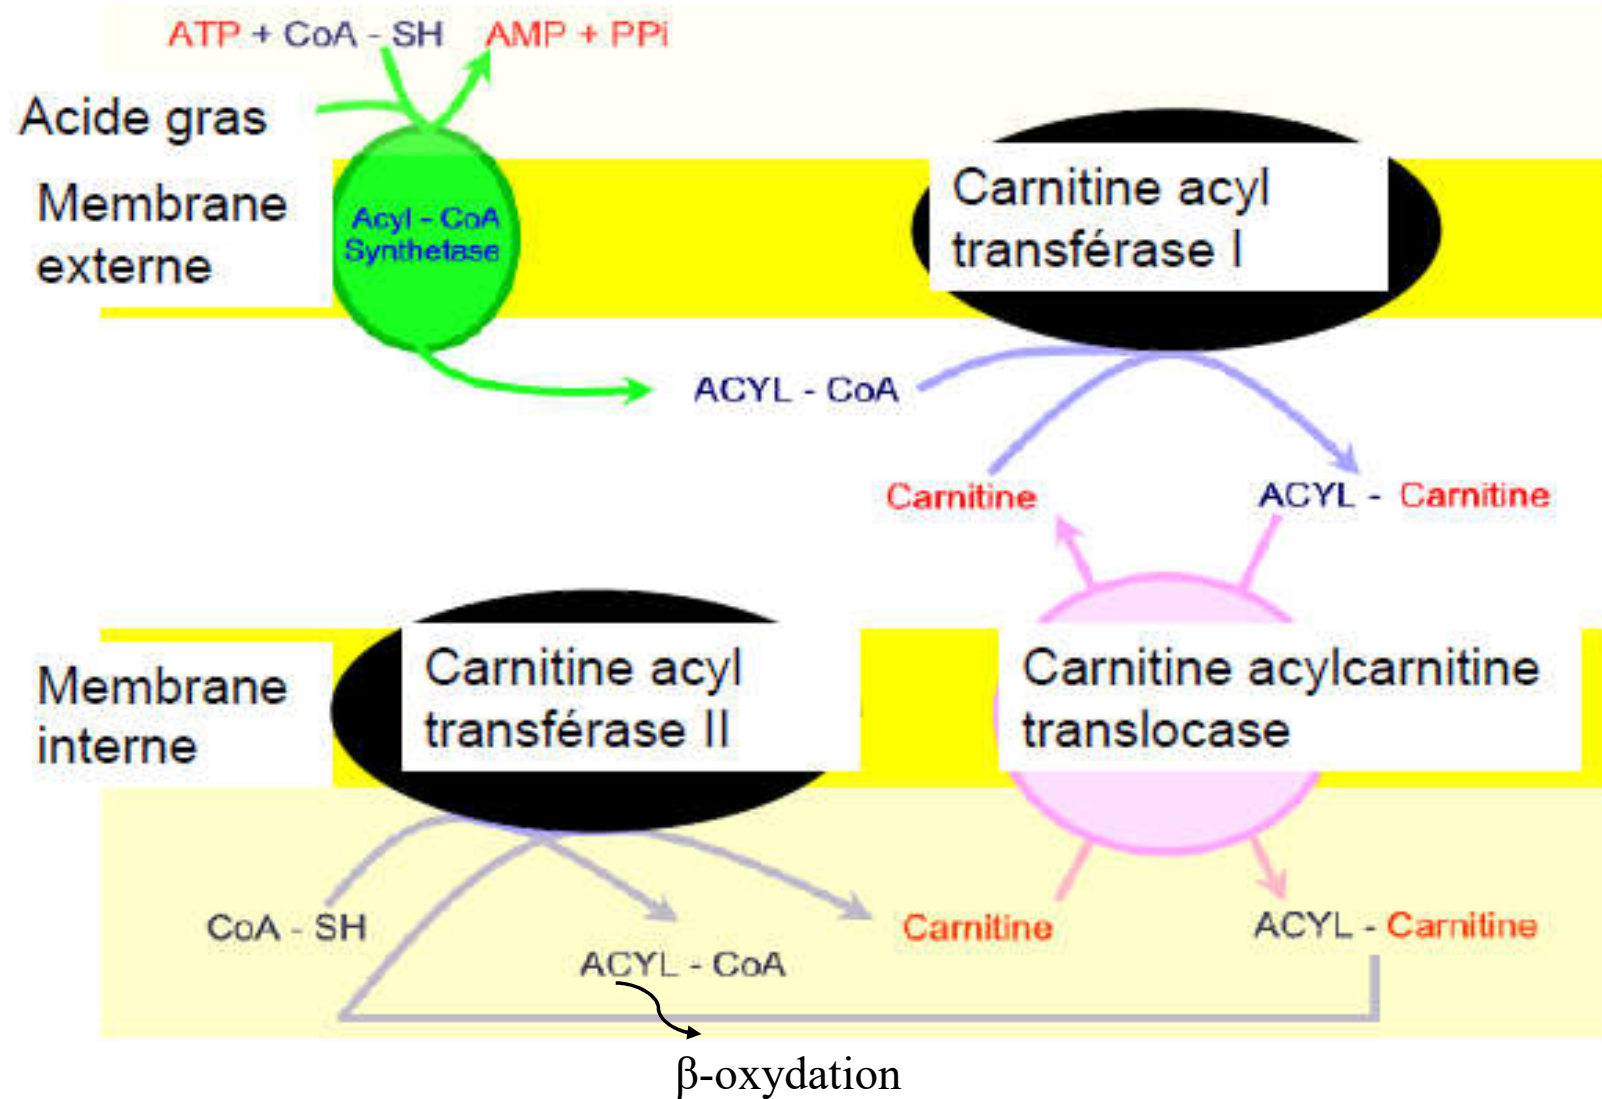 ATP + CoA - SH AMP + PPi
Acide gras
Membrane
externe
Acyl - CoA
Synthetase
Carnitine acyl
transférase I
ACYL - CoA
Carnitine
ACYL - Carnitine
Membrane
interne
Carnitine acyl
transférase II
Carnitine acylcarnitine
translocase
CoA - SH
ACYL - CoA
Carnitine
ACYL - Carnitine
β-oxydation